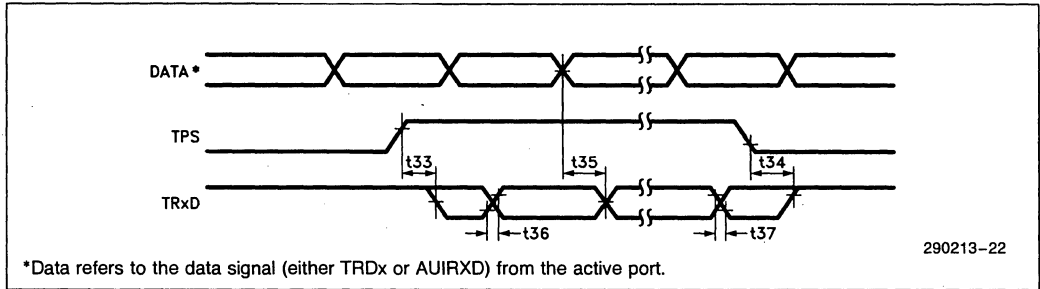 DATA*
TPS
t33
t35
t34
TRxD
t36
t37
290213-22
*Data refers to the data signal (either TRDx or AUIRXD) from the active port.